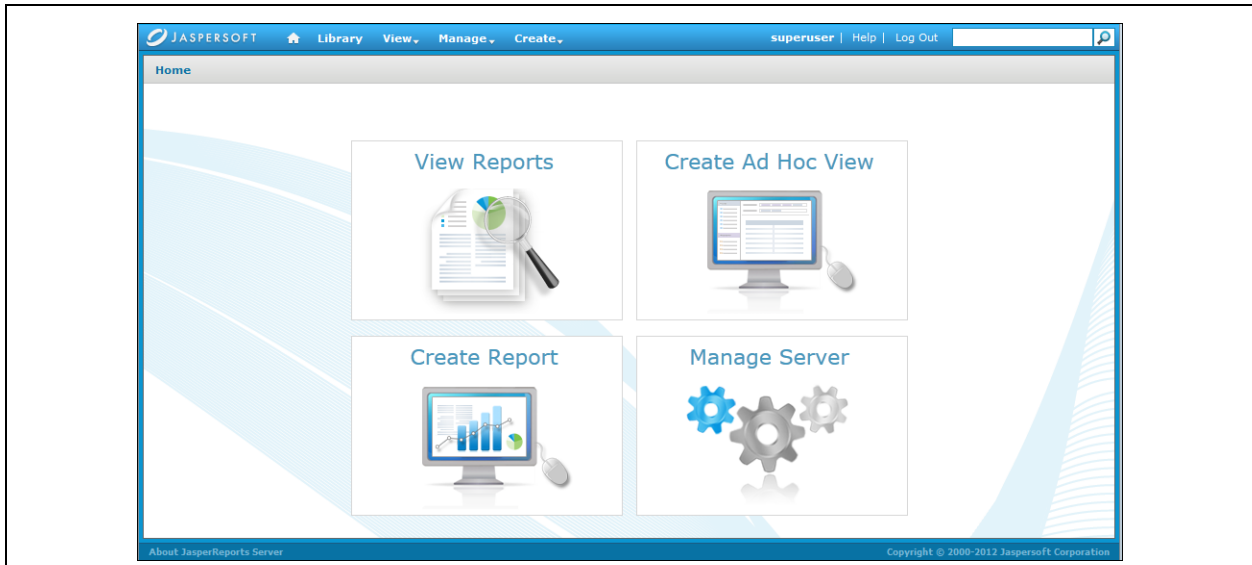 JASPERSOFT Library View Manage Create superuser | Help | Log Out
Home
View Reports Create Ad Hoc View
Create Report Manage Server
About JasperReports Server Copyright © 2000-2012 Jaspersoft Corporation